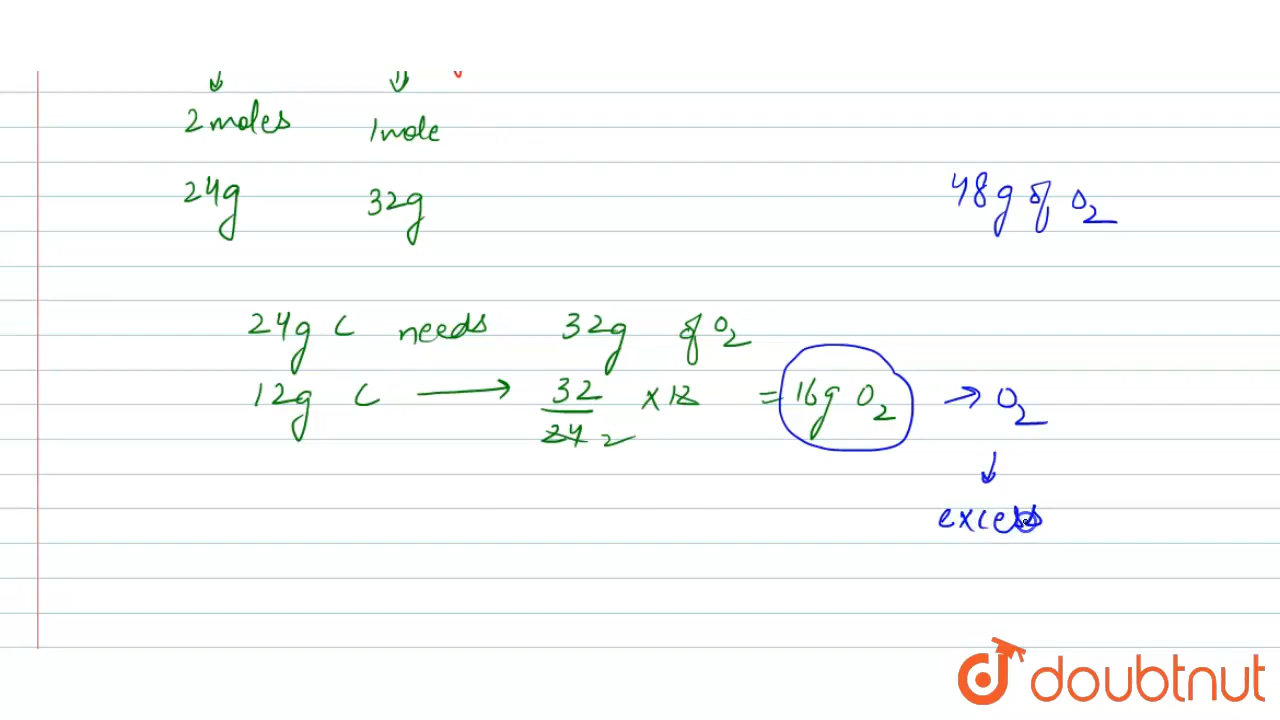 2 moles 1 mole
24g 32g 48g of O2
24g C needs 32g of O2
12g C → 32/24 2 × 12 = 16g O2 → O2
excess
doubtnut